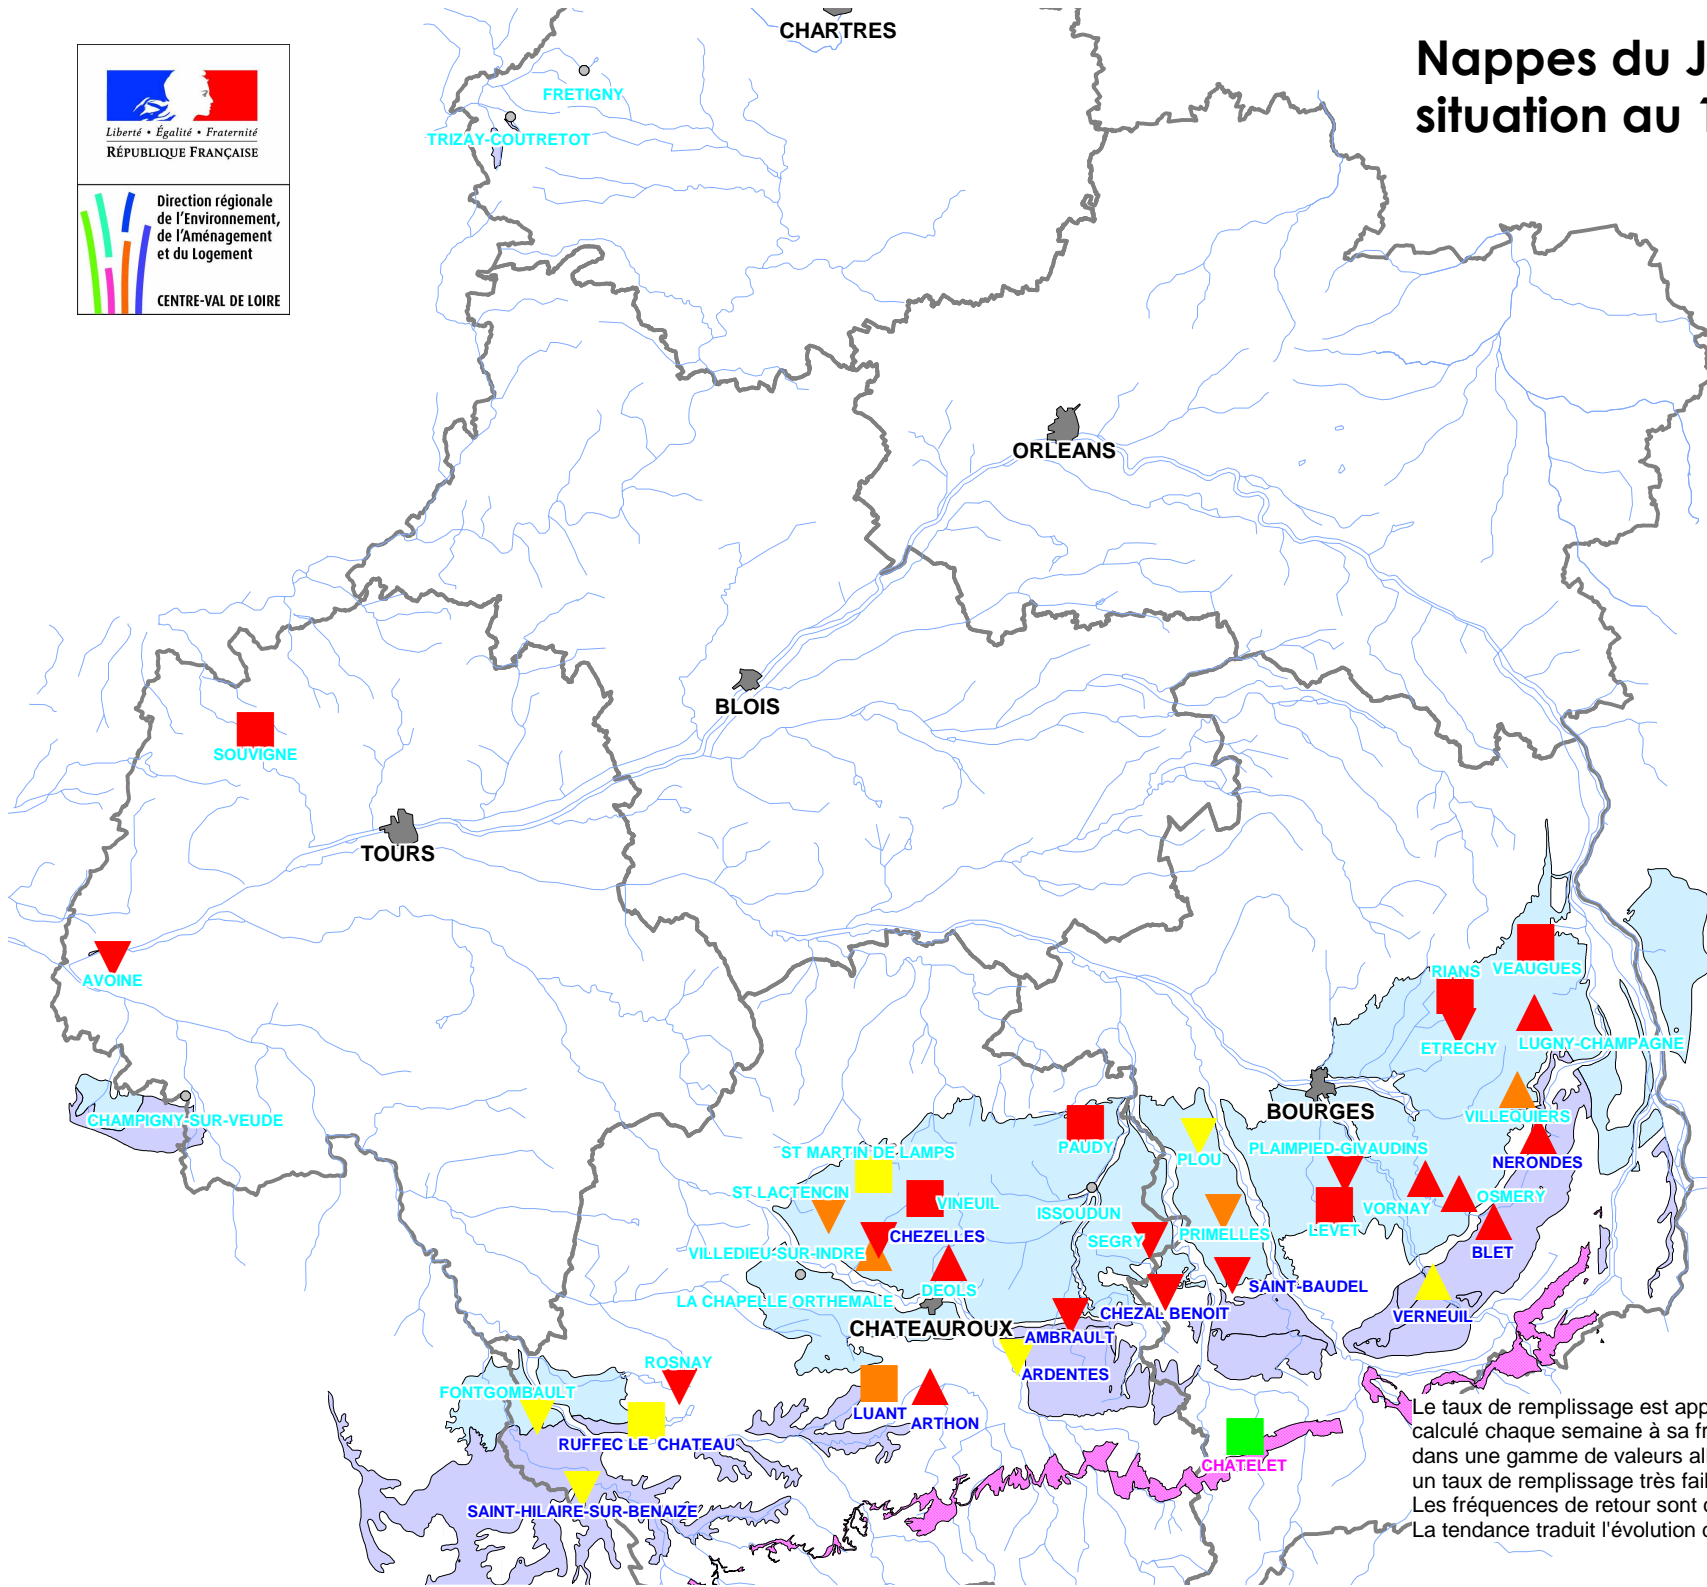 CHARTRES
Nappes du J
situation au 1
FRETIGNY
TRIZAY-COUTRETOT
Liberté • Égalité • Fraternité
RÉPUBLIQUE FRANÇAISE
Direction régionale
de l'Environnement,
de l'Aménagement
et du Logement
CENTRE-VAL DE LOIRE
ORLEANS
BLOIS
SOUVIGNE
TOURS
AVOINE
RIANS
VEAUGUES
ETRECHY
LUGNY-CHAMPAGNE
CHAMPIGNY-SUR-VEUDE
BOURGES
VILLEQUIERS
ST MARTIN DE LAMPS
PAUDY
PLOU
PLAIMPIED-GIVAUDINS
NERONDES
ST LACTENCIN
VINEUIL
ISSOUDUN
VORNAY
OSMERY
CHEZELLES
SEGRY
PRIMELLES
LEVET
VILLEDIEU-SUR-INDRE
BLET
DEOLS
LA CHAPELLE ORTHEMALE
SAINT-BAUDEL
CHEZAL BENOIT
VERNEUIL
CHATEAUROUX
AMBRAULT
ROSNAY
ARDENTES
FONTGOMBAULT
LUANT
ARTHON
RUFFEC LE CHATEAU
CHATELET
SAINT-HILAIRE-SUR-BENAIZE
Le taux de remplissage est app
calculé chaque semaine à sa fr
dans une gamme de valeurs al
un taux de remplissage très fail
Les fréquences de retour sont
La tendance traduit l'évolution